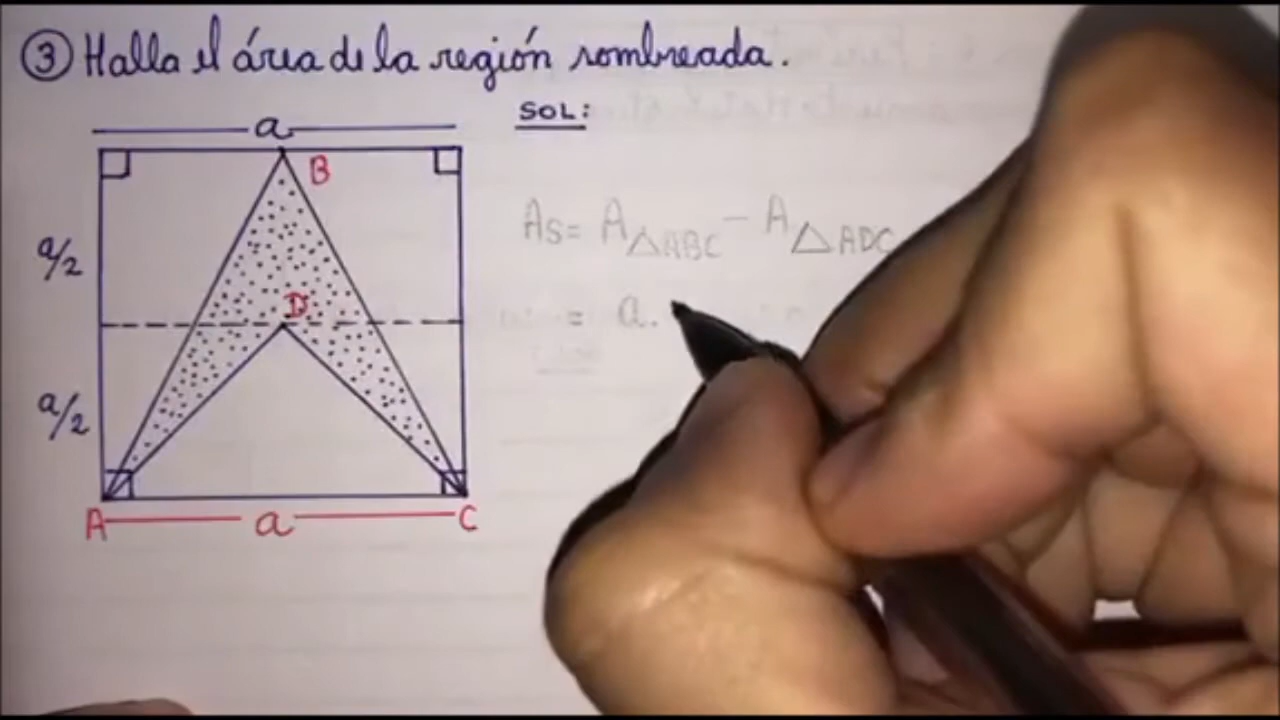 ③ Halla el área de la región sombreada.
SOL:
a
B
As = A△ABC - A△ADC
a/2
D
= a.
a/2
A a C